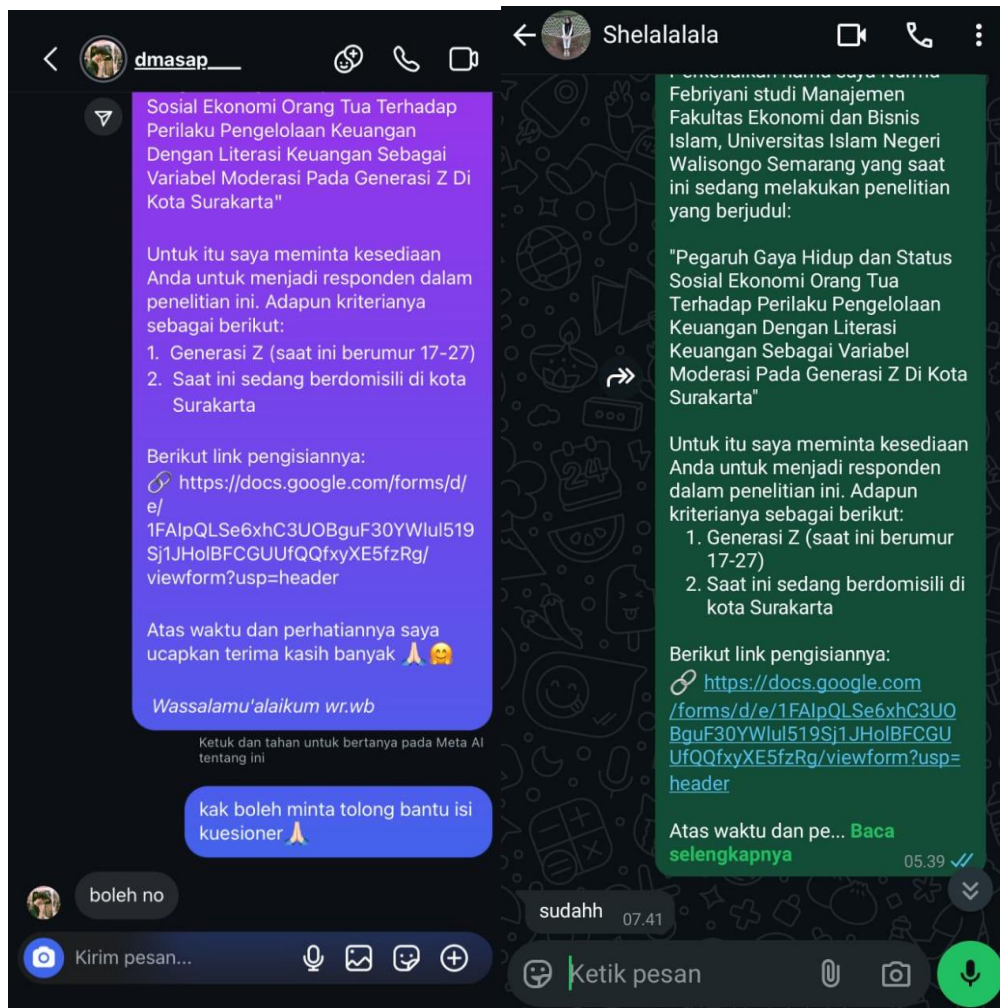 dmasap___
Sosial Ekonomi Orang Tua Terhadap
Perilaku Pengelolaan Keuangan
Dengan Literasi Keuangan Sebagai
Variabel Moderasi Pada Generasi Z Di
Kota Surakarta"
Untuk itu saya meminta kesediaan
Anda untuk menjadi responden dalam
penelitian ini. Adapun kriterianya
sebagai berikut:
1. Generasi Z (saat ini berumur 17-27)
2. Saat ini sedang berdomisili di kota
Surakarta
Berikut link pengisiannya:
🔗 https://docs.google.com/forms/d/
e/
1FAIpQLSe6xhC3UOBguF30YWlul519
Sj1JHolBFCGUUfQQfxyXE5fzRg/
viewform?usp=header
Atas waktu dan perhatiannya saya
ucapkan terima kasih banyak 🙏🏻🤗
Wassalamu'alaikum wr.wb
Ketuk dan tahan untuk bertanya pada Meta AI
tentang ini
kak boleh minta tolong bantu isi
kuesioner🙏🏻
boleh no
Kirim pesan...
Shelalalala
Perkenalkan nama saya
Febriyani studi Manajemen
Fakultas Ekonomi dan Bisnis
Islam, Universitas Islam Negeri
Walisongo Semarang yang saat
ini sedang melakukan penelitian
yang berjudul:
"Pegaruh Gaya Hidup dan Status
Sosial Ekonomi Orang Tua
Terhadap Perilaku Pengelolaan
Keuangan Dengan Literasi
Keuangan Sebagai Variabel
Moderasi Pada Generasi Z Di Kota
Surakarta"
Untuk itu saya meminta kesediaan
Anda untuk menjadi responden
dalam penelitian ini. Adapun
kriterianya sebagai berikut:
1. Generasi Z (saat ini berumur
17-27)
2. Saat ini sedang berdomisili di
kota Surakarta
Berikut link pengisiannya:
🔗 https://docs.google.com
/forms/d/e/1FAIpQLSe6xhC3UO
BguF30YWlul519Sj1JHolBFCGU
UfQQfxyXE5fzRg/viewform?usp=
header
Atas waktu dan pe... Baca
selengkapnya
05.39
sudahh 07.41
Ketik pesan